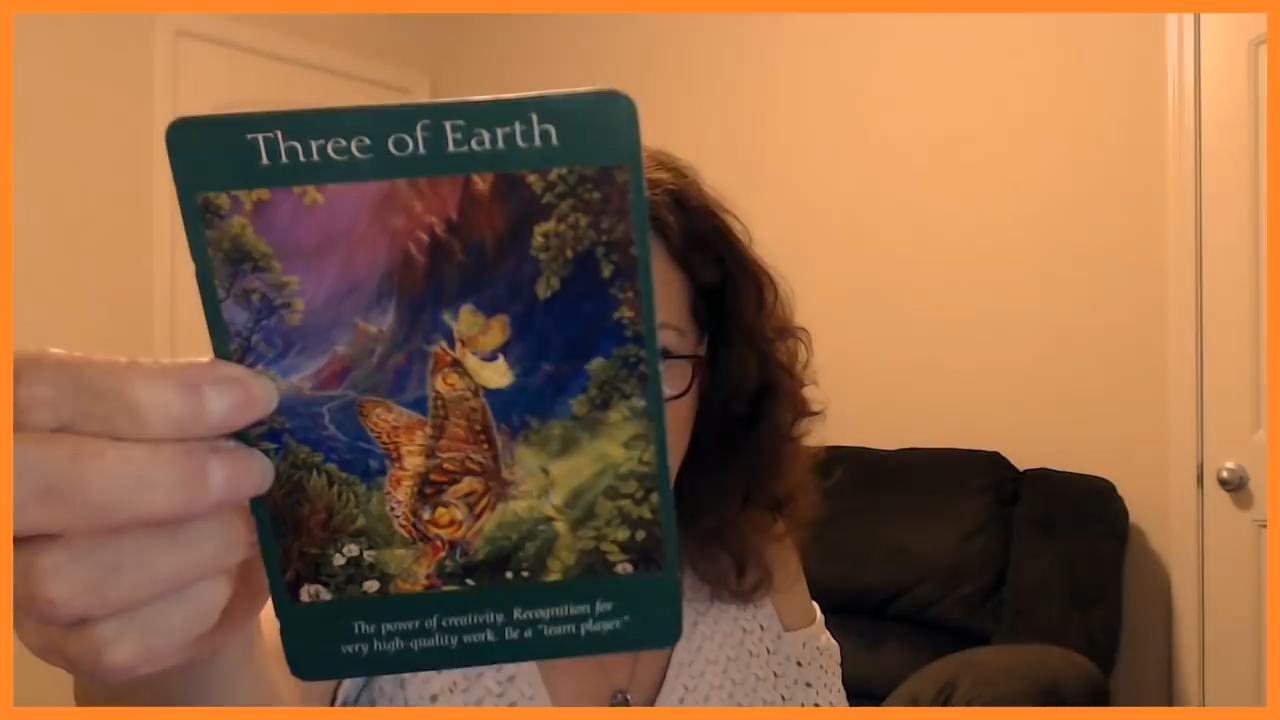 Three of Earth
The power of creativity. Recognition for
very high-quality work. Be a "team player."